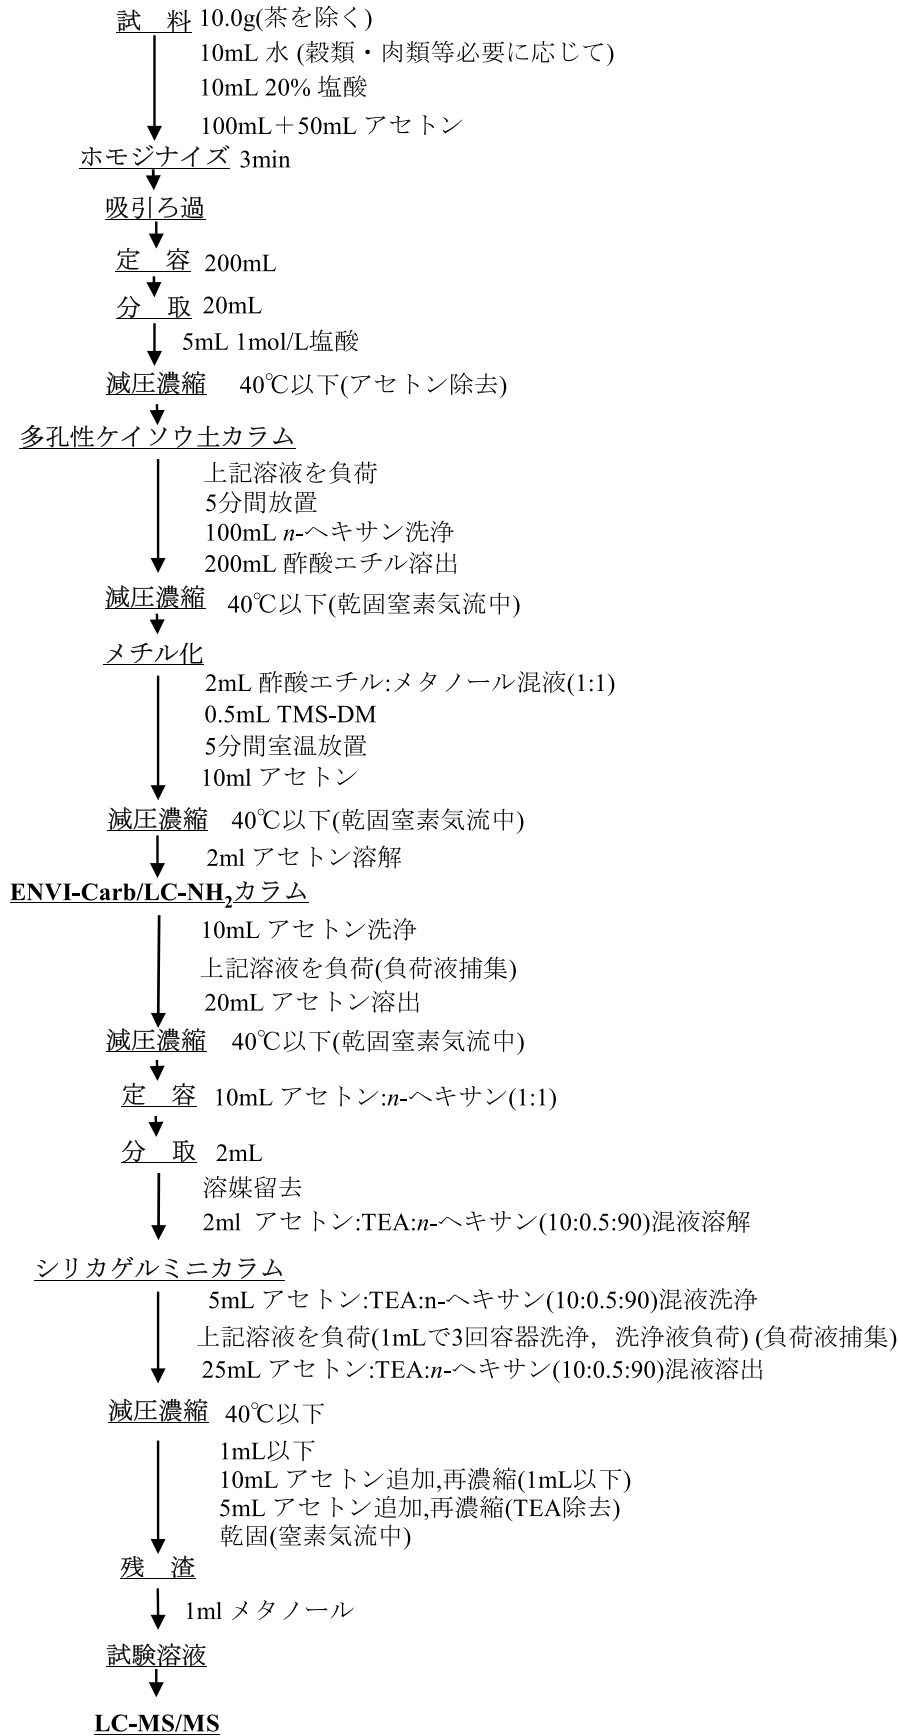 試　料 10.0g(茶を除く)
10mL 水 (穀類・肉類等必要に応じて)
10mL 20% 塩酸
100mL＋50mL アセトン
ホモジナイズ 3min
吸引ろ過
定　容 200mL
分　取 20mL
5mL 1mol/L塩酸
減圧濃縮　40℃以下(アセトン除去)
多孔性ケイソウ土カラム
上記溶液を負荷
5分間放置
100mL n-ヘキサン洗浄
200mL 酢酸エチル溶出
減圧濃縮　40℃以下(乾固窒素気流中)
メチル化
2mL 酢酸エチル:メタノール混液(1:1)
0.5mL TMS-DM
5分間室温放置
10ml アセトン
減圧濃縮　40℃以下(乾固窒素気流中)
2ml アセトン溶解
ENVI-Carb/LC-NH₂カラム
10mL アセトン洗浄
上記溶液を負荷(負荷液捕集)
20mL アセトン溶出
減圧濃縮　40℃以下(乾固窒素気流中)
定　容 10mL アセトン:n-ヘキサン(1:1)
分　取 2mL
溶媒留去
2ml アセトン:TEA:n-ヘキサン(10:0.5:90)混液溶解
シリカゲルミニカラム
5mL アセトン:TEA:n-ヘキサン(10:0.5:90)混液洗浄
上記溶液を負荷(1mLで3回容器洗浄，洗浄液負荷) (負荷液捕集)
25mL アセトン:TEA:n-ヘキサン(10:0.5:90)混液溶出
減圧濃縮 40℃以下
1mL以下
10mL アセトン追加,再濃縮(1mL以下)
5mL アセトン追加,再濃縮(TEA除去)
乾固(窒素気流中)
残　渣
1ml メタノール
試験溶液
LC-MS/MS